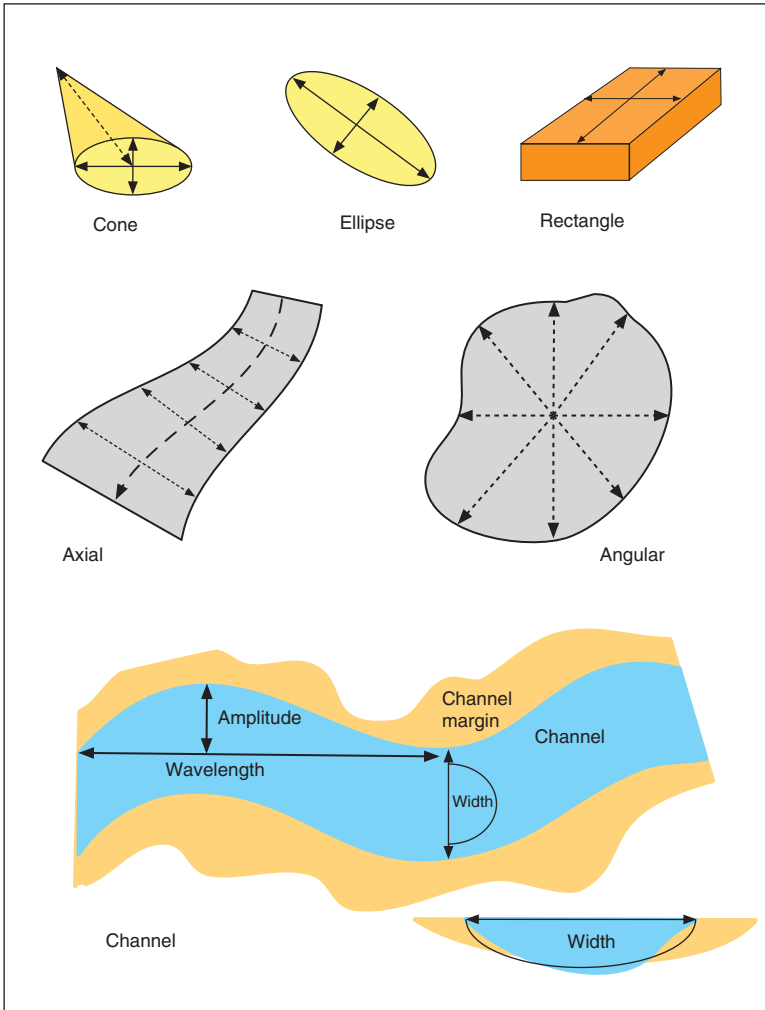 Cone
Ellipse
Rectangle
Axial
Angular
Amplitude
Channel
margin
Channel
Wavelength
Width
Channel
Width